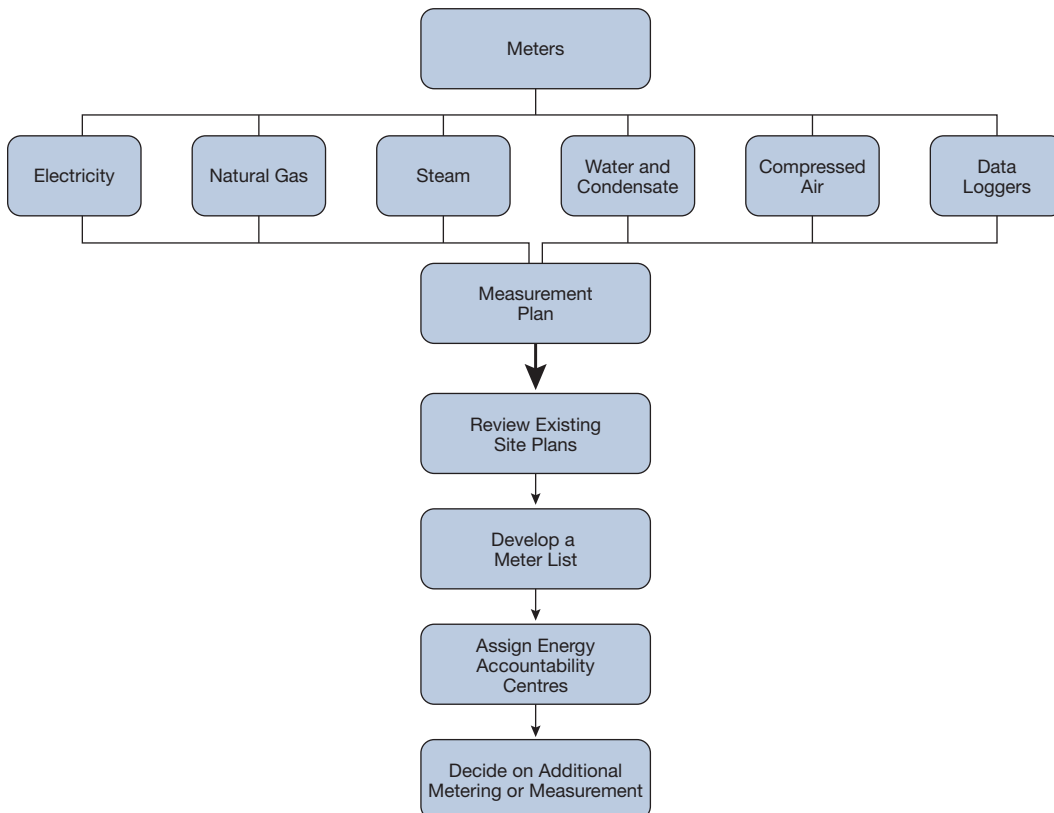 Meters
Electricity
Natural Gas
Steam
Water and
Condensate
Compressed
Air
Data
Loggers
Measurement
Plan
Review Existing
Site Plans
Develop a
Meter List
Assign Energy
Accountability
Centres
Decide on Additional
Metering or Measurement